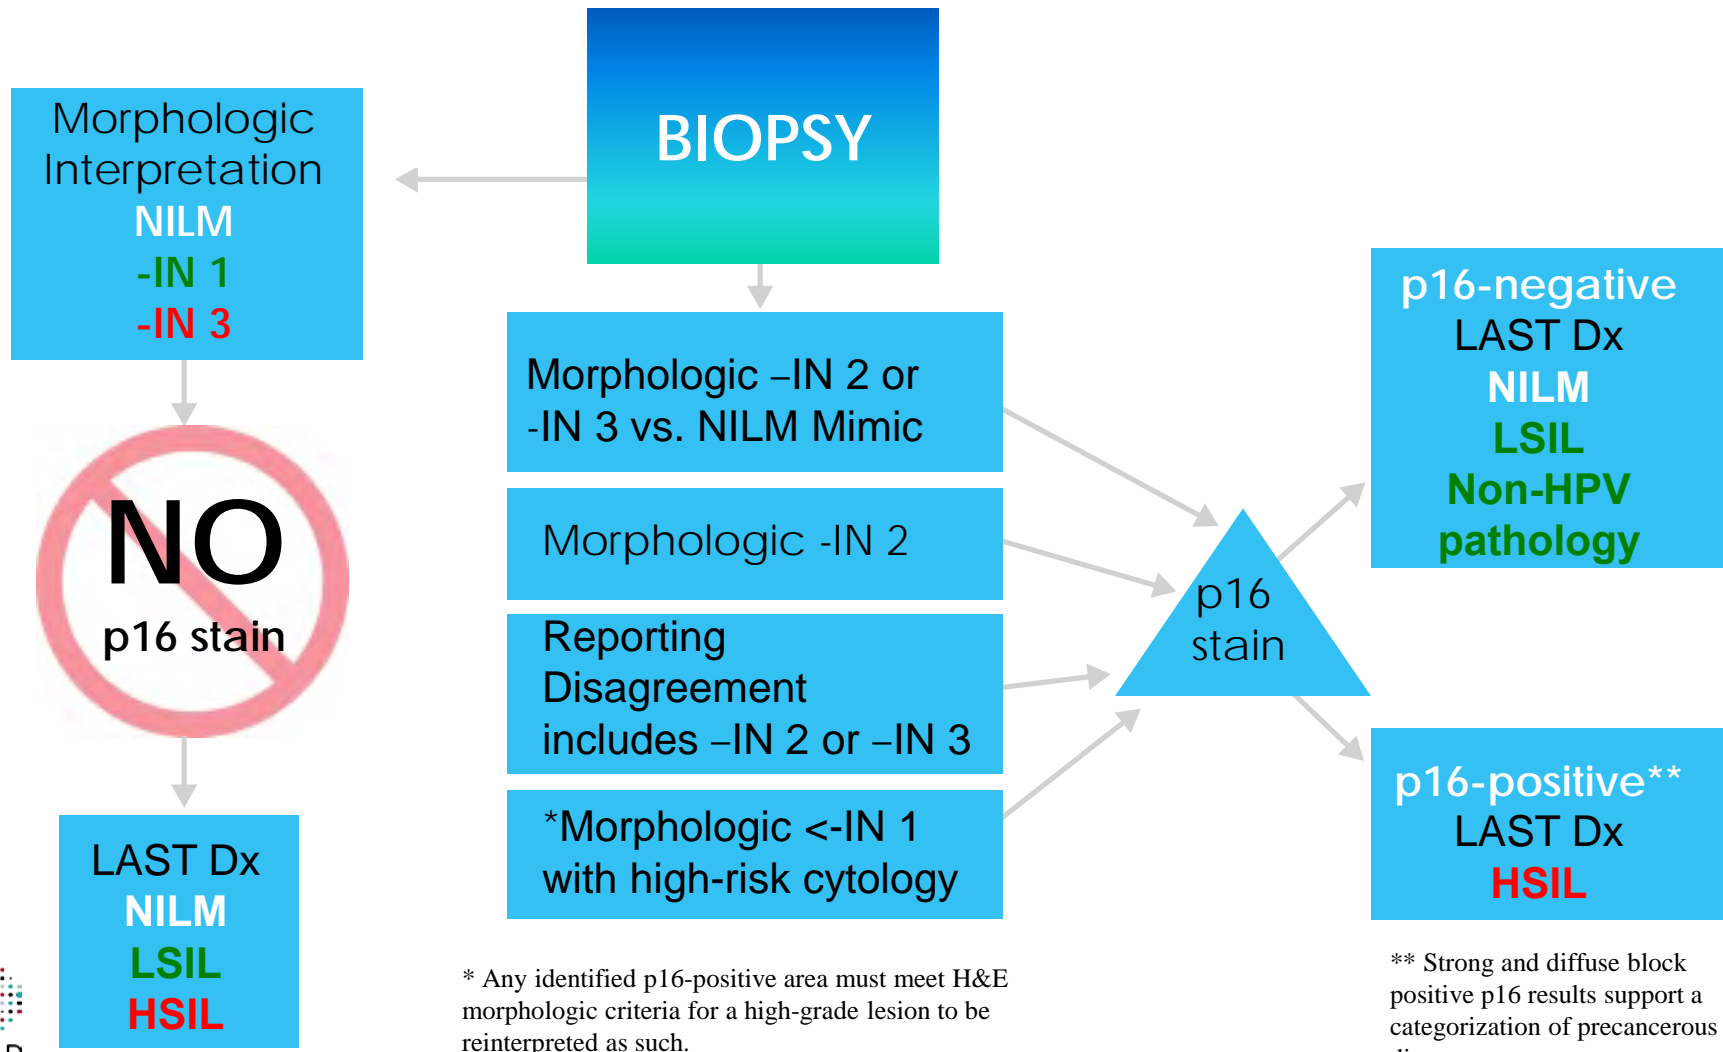 Morphologic
Interpretation
NILM
-IN 1
-IN 3
NO
p16 stain
LAST Dx
NILM
LSIL
HSIL
BIOPSY
Morphologic –IN 2 or
-IN 3 vs. NILM Mimic
Morphologic -IN 2
Reporting
Disagreement
includes –IN 2 or –IN 3
*Morphologic <-IN 1
with high-risk cytology
* Any identified p16-positive area must meet H&E
morphologic criteria for a high-grade lesion to be
reinterpreted as such.
p16
stain
p16-negative
LAST Dx
NILM
LSIL
Non-HPV
pathology
p16-positive**
LAST Dx
HSIL
** Strong and diffuse block
positive p16 results support a
categorization of precancerous